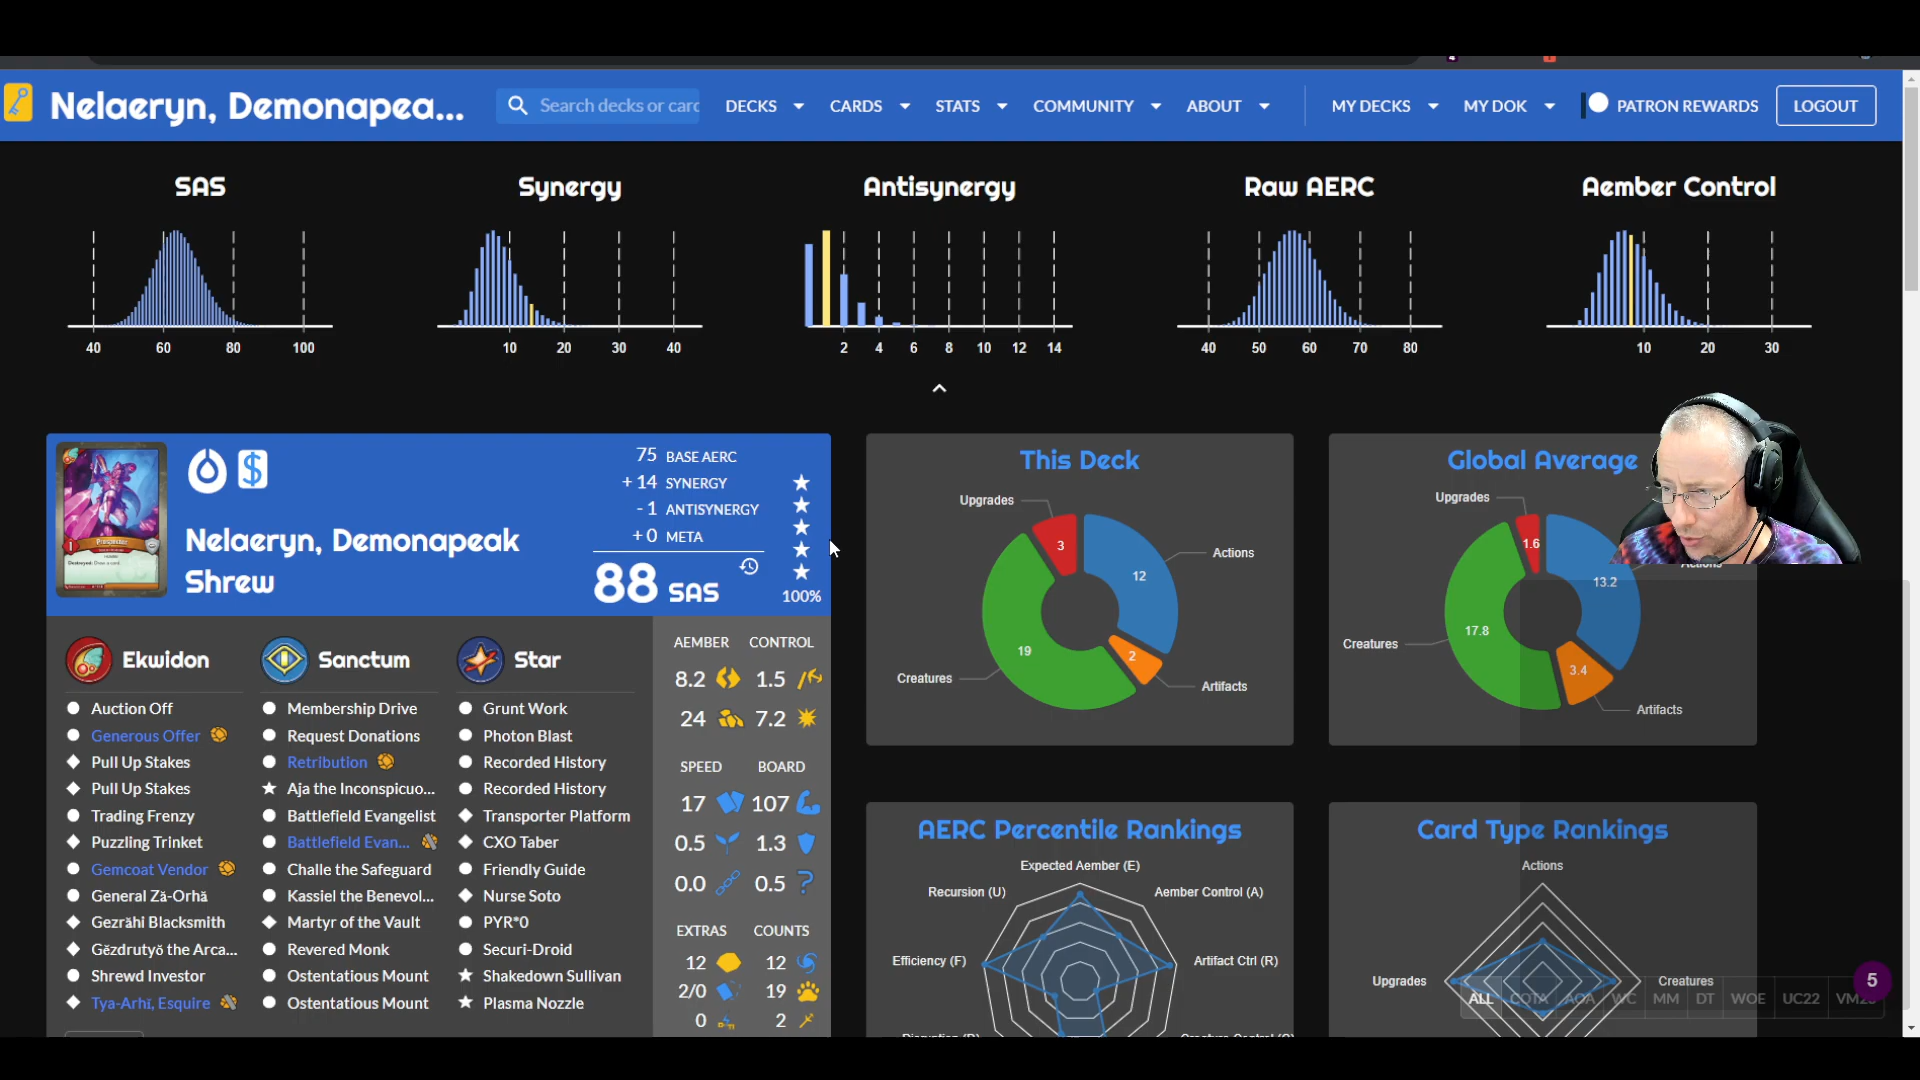 Nelaeryn, Demonapea...
Search decks or card
DECKS
CARDS
STATS
COMMUNITY
ABOUT
MY DECKS
MY DOK
PATRON REWARDS
LOGOUT
SAS
Synergy
Antisynergy
Raw AERC
Aember Control
40 60 80 100
10 20 30 40
2 4 6 8 10 12 14
40 50 60 70 80
10 20 30
75 BASE AERC
+ 14 SYNERGY
- 1 ANTISYNERGY
+ 0 META
88 SAS
100%
Nelaeryn, Demonapeak
Shrew
Ekwidon
Auction Off
Generous Offer
Pull Up Stakes
Pull Up Stakes
Trading Frenzy
Puzzling Trinket
Gemcoat Vendor
General Ză-Orhă
Gezrăhi Blacksmith
Gĕzdrutyŏ the Arca...
Shrewd Investor
Tya-Arhĭ, Esquire
Sanctum
Membership Drive
Request Donations
Retribution
Aja the Inconspicuo...
Battlefield Evangelist
Battlefield Evan...
Challe the Safeguard
Kassiel the Benevol...
Martyr of the Vault
Revered Monk
Ostentatious Mount
Ostentatious Mount
Star
Grunt Work
Photon Blast
Recorded History
Recorded History
Transporter Platform
CXO Taber
Friendly Guide
Nurse Soto
PYR*0
Securi-Droid
Shakedown Sullivan
Plasma Nozzle
AEMBER CONTROL
8.2 1.5
24 7.2
SPEED BOARD
17 107
0.5 1.3
0.0 0.5 ?
EXTRAS COUNTS
12 12
2/0 19
0 2
This Deck
Upgrades
3
Actions
12
19
Creatures
2
Artifacts
Global Average
Upgrades
1.6
13.2
17.8
Creatures
3.4
Artifacts
AERC Percentile Rankings
Expected Aember (E)
Recursion (U)
Aember Control (A)
Efficiency (F)
Artifact Ctrl (R)
Card Type Rankings
Actions
Upgrades
Creatures
5
ALL COTA AOA WC MM DT WOE UC22